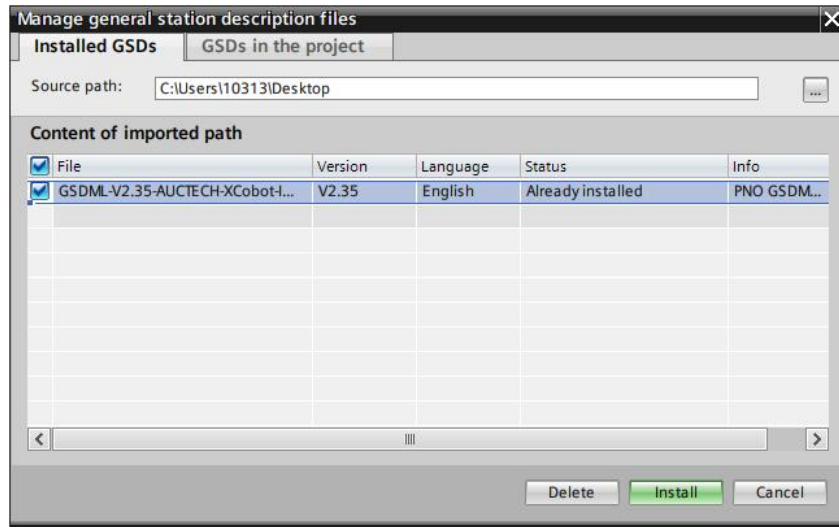 Manage general station description files
Installed GSDs GSDs in the project
Source path: C:\Users\10313\Desktop ...
Content of imported path
File Version Language Status Info
GSDML-V2.35-AUCTECH-XCobot-I... V2.35 English Already installed PNO GSDM...
Delete Install Cancel